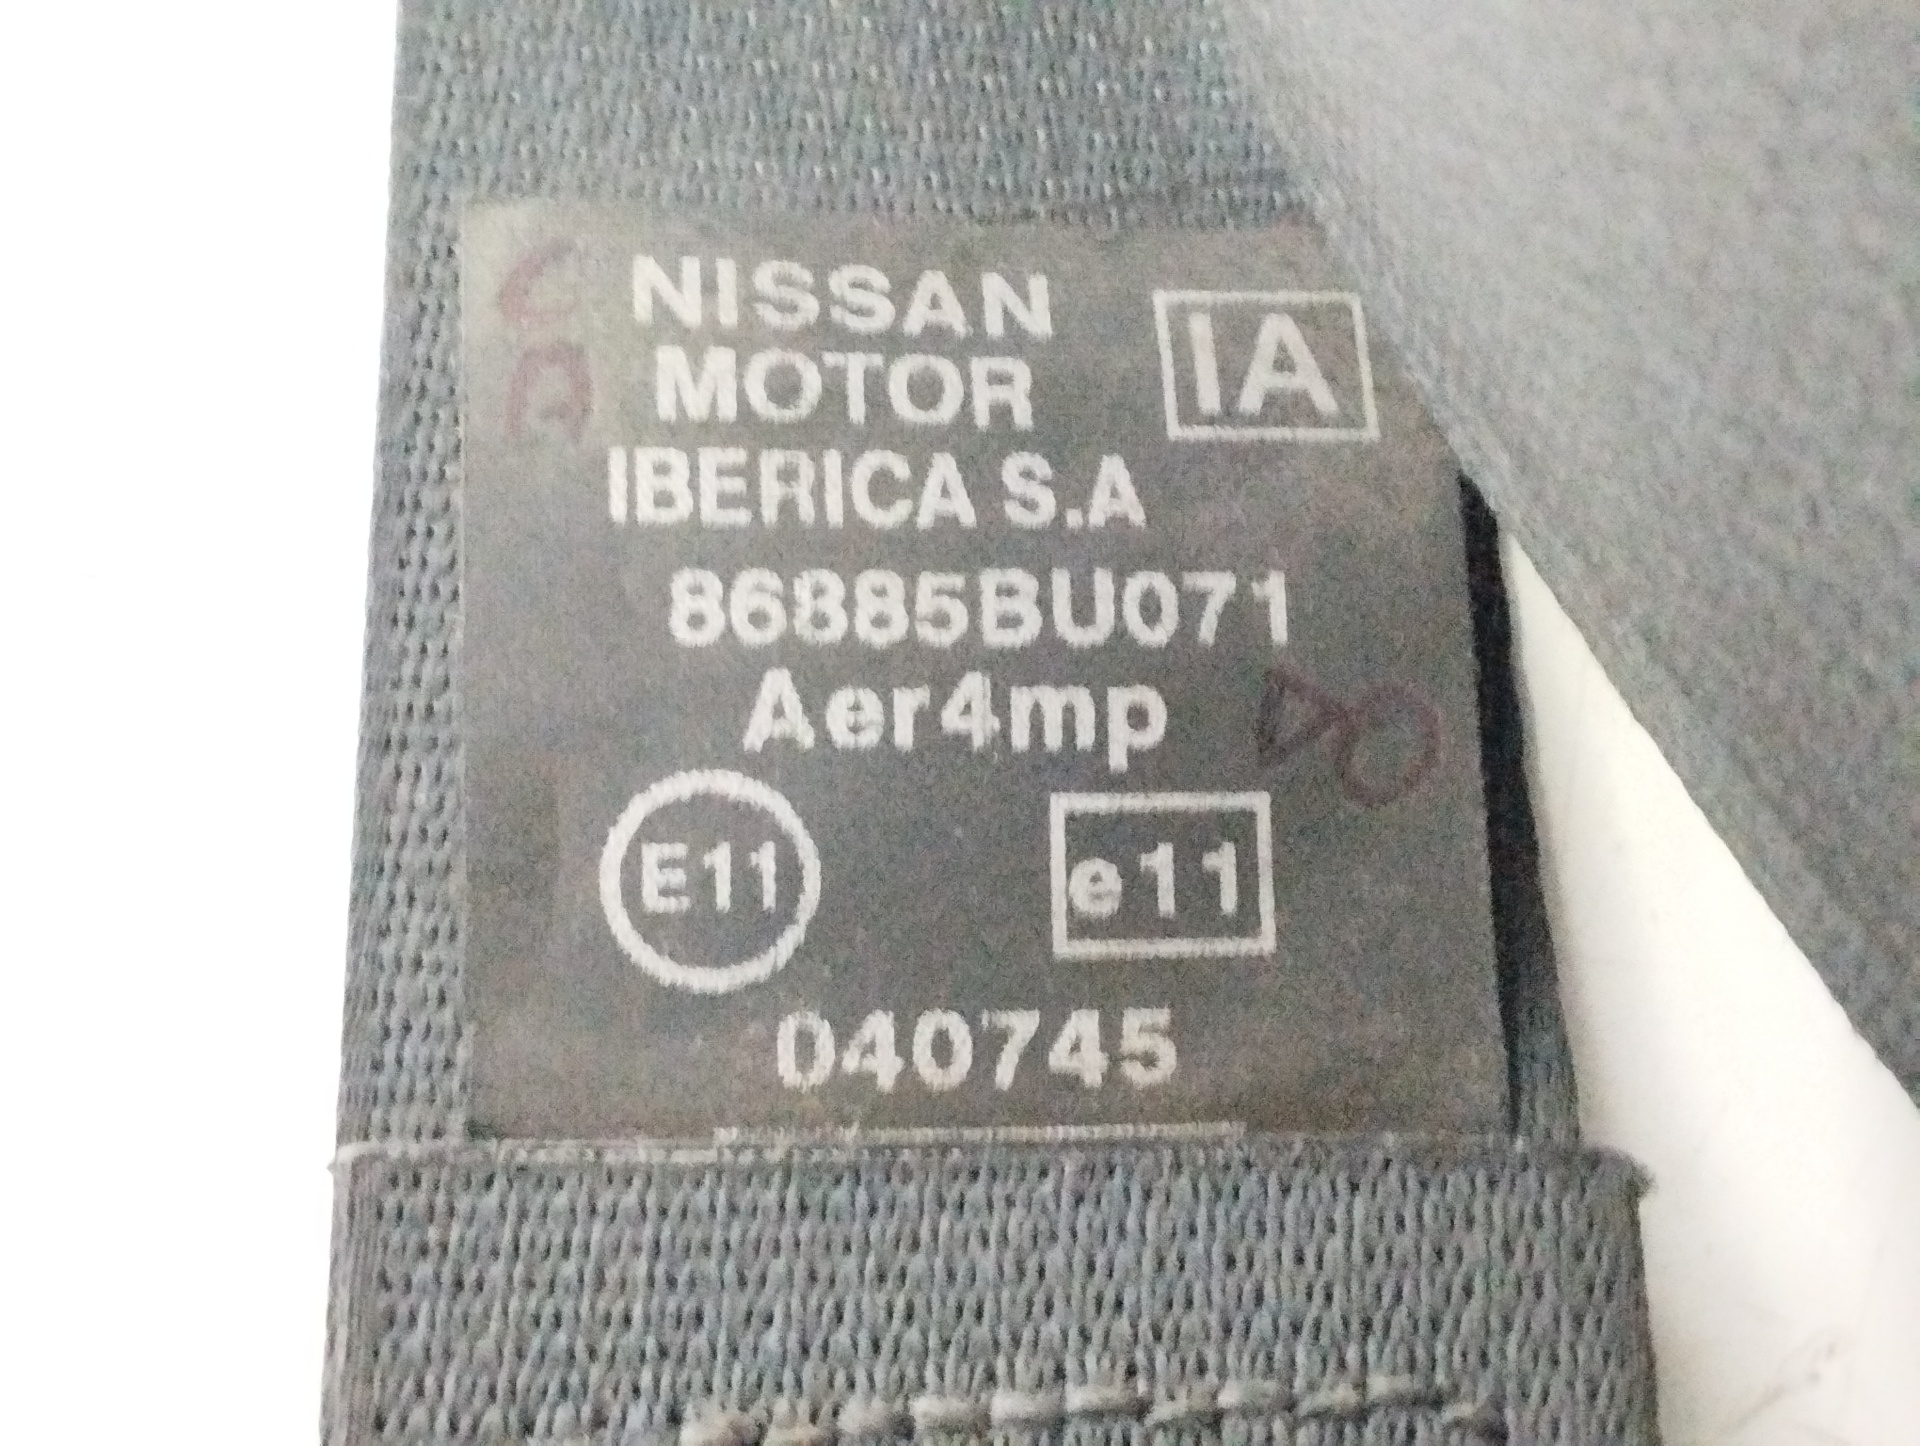 NISSAN
MOTOR
IA
IBERICA S.A
86885BU071
Aer4mp
E11
e11
040745